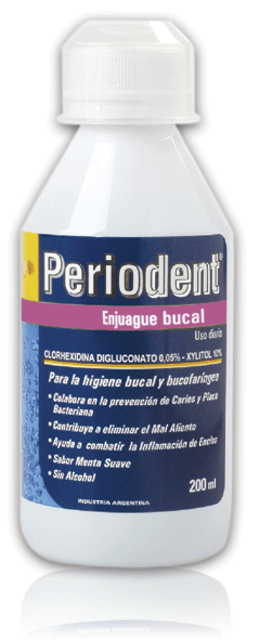 Periodent®
Enjuague bucal
Uso diario
CLORHEXIDINA DIGLUCONATO 0,05% - XYLITOL 10%
Para la higiene bucal y bucofaríngea
• Colabora en la prevención de Caries y Placa
Bacteriana
• Contribuye a eliminar el Mal Aliento
• Ayuda a combatir la Inflamación de Encías
• Sabor Menta Suave
• Sin Alcohol
200 ml
INDUSTRIA ARGENTINA